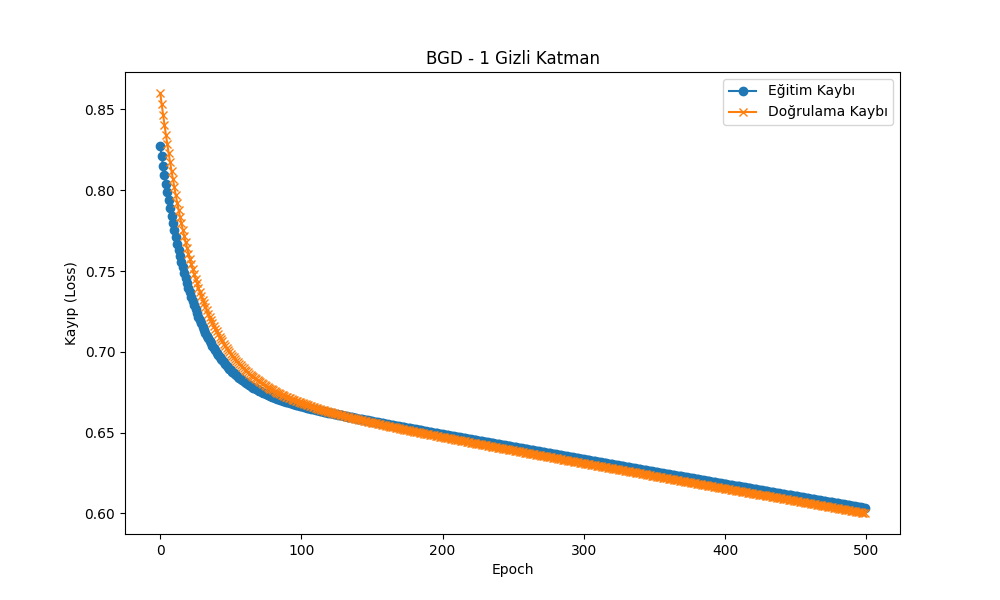 BGD - 1 Gizli Katman
Eğitim Kaybı
Doğrulama Kaybı
Kayıp (Loss)
0.85
0.80
0.75
0.70
0.65
0.60
0
100
200
300
400
500
Epoch